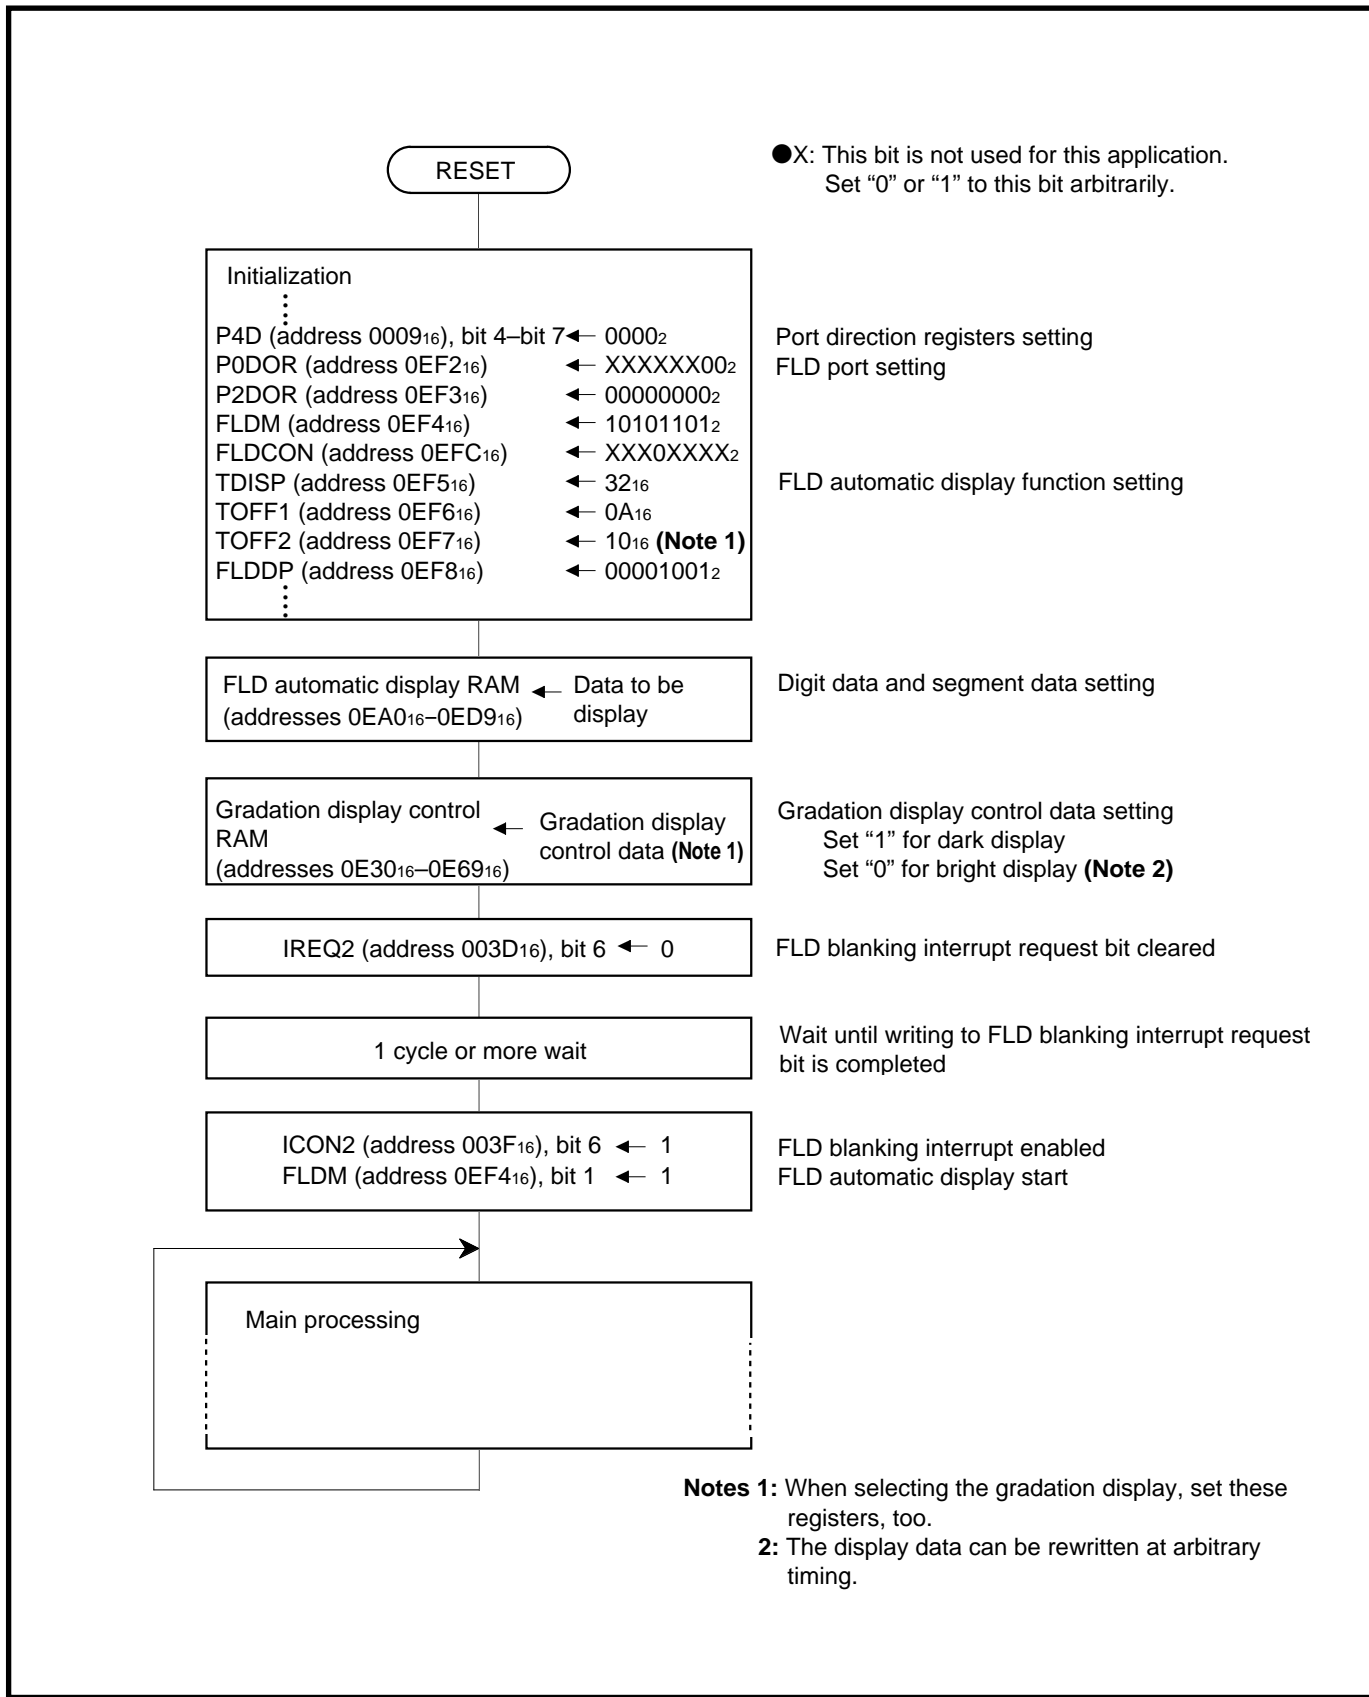 RESET
●X: This bit is not used for this application.
Set “0” or “1” to this bit arbitrarily.
Initialization
P4D (address 0009₁₆), bit 4–bit 7 ← 0000₂ Port direction registers setting
P0DOR (address 0EF2₁₆) ← XXXXXX00₂ FLD port setting
P2DOR (address 0EF3₁₆) ← 00000000₂
FLDM (address 0EF4₁₆) ← 10101101₂
FLDCON (address 0EFC₁₆) ← XXX0XXXX₂
TDISP (address 0EF5₁₆) ← 32₁₆ FLD automatic display function setting
TOFF1 (address 0EF6₁₆) ← 0A₁₆
TOFF2 (address 0EF7₁₆) ← 10₁₆ (Note 1)
FLDDP (address 0EF8₁₆) ← 00001001₂
FLD automatic display RAM ← Data to be Digit data and segment data setting
(addresses 0EA0₁₆–0ED9₁₆) display
Gradation display control Gradation display control data setting
RAM ← Gradation display Set “1” for dark display
control data (Note 1)
(addresses 0E30₁₆–0E69₁₆) Set “0” for bright display (Note 2)
IREQ2 (address 003D₁₆), bit 6 ← 0 FLD blanking interrupt request bit cleared
1 cycle or more wait
Wait until writing to FLD blanking interrupt request
bit is completed
ICON2 (address 003F₁₆), bit 6 ← 1 FLD blanking interrupt enabled
FLDM (address 0EF4₁₆), bit 1 ← 1 FLD automatic display start
Main processing
Notes 1: When selecting the gradation display, set these
registers, too.
2: The display data can be rewritten at arbitrary
timing.